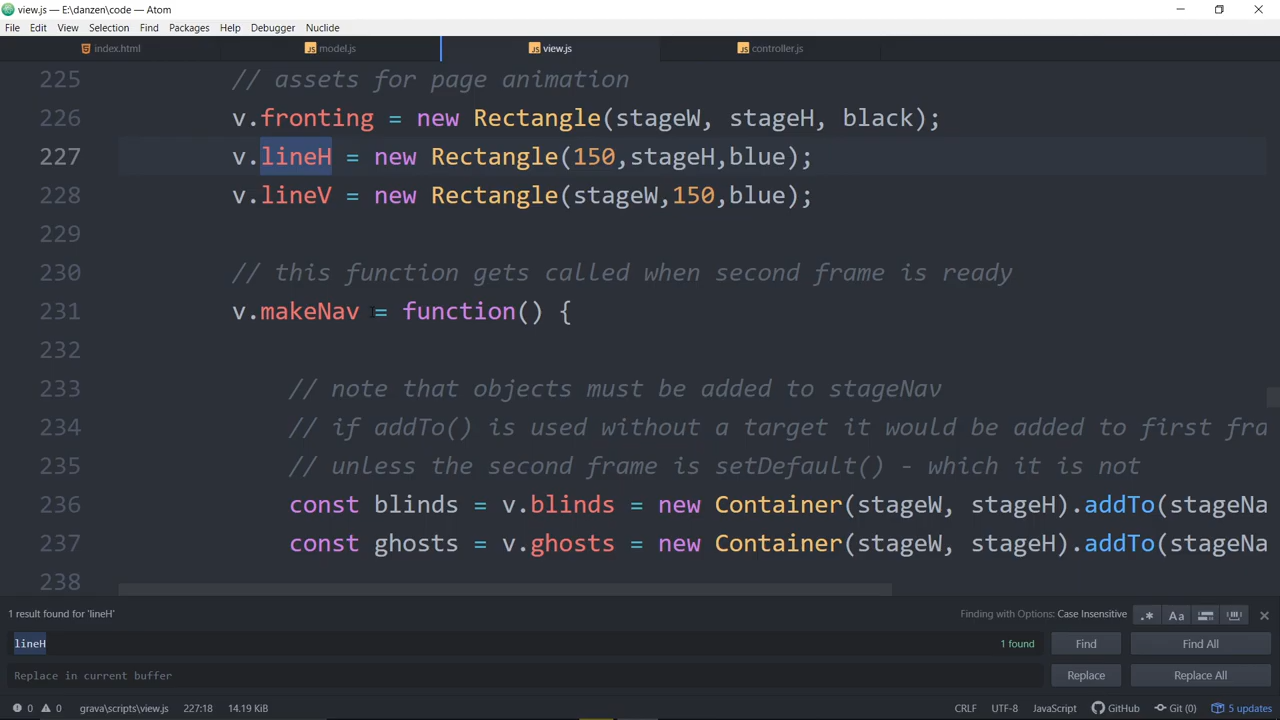 view.js — E:\danzen\code — Atom
File Edit View Selection Find Packages Help Debugger Nuclide
index.html model.js view.js controller.js
225 // assets for page animation
226 v.fronting = new Rectangle(stageW, stageH, black);
227 v.lineH = new Rectangle(150,stageH,blue);
228 v.lineV = new Rectangle(stageW,150,blue);
229
230 // this function gets called when second frame is ready
231 v.makeNav = function() {
232
233 // note that objects must be added to stageNav
234 // if addTo() is used without a target it would be added to first fra
235 // unless the second frame is setDefault() - which it is not
236 const blinds = v.blinds = new Container(stageW, stageH).addTo(stageNa
237 const ghosts = v.ghosts = new Container(stageW, stageH).addTo(stageNa
238
1 result found for 'lineH' Finding with Options: Case Insensitive .* Aa
lineH 1 found Find Find All
Replace in current buffer Replace Replace All
0 0 grava\scripts\view.js 227:18 14.19 KiB CRLF UTF-8 JavaScript GitHub Git (0) 5 updates